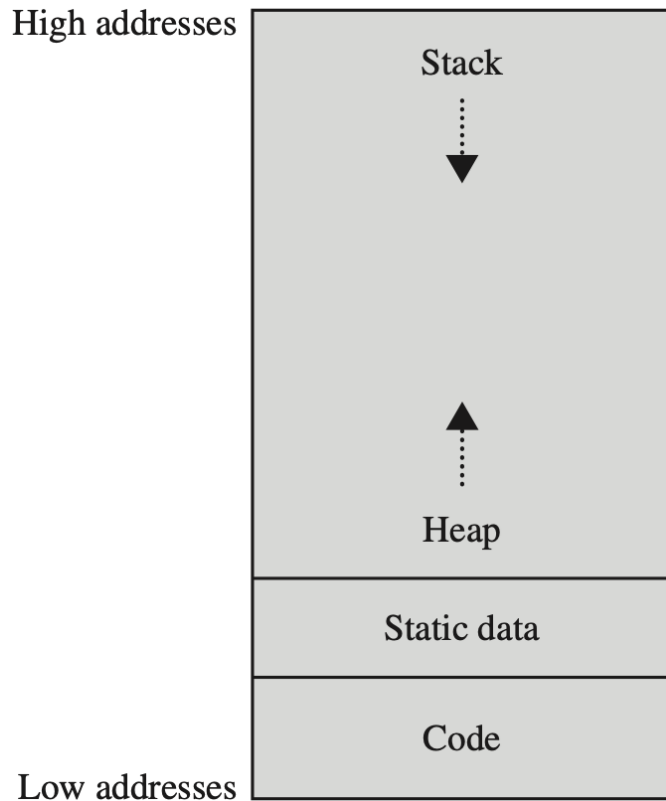 High addresses
Stack
Heap
Static data
Code
Low addresses